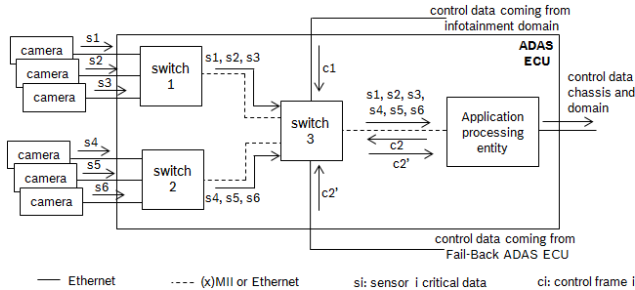 control data coming from
infotainment domain
ADAS
ECU
camera
s1
camera
s2
camera
s3
switch
1
s1, s2, s3
c1
switch
3
s1, s2, s3,
s4, s5, s6
c2
c2'
Application
processing
entity
control data
chassis and
domain
camera
s4
camera
s5
camera
s6
switch
2
s4, s5, s6
c2'
control data coming from
Fail-Back ADAS ECU
Ethernet
(x)MII or Ethernet
si: sensor i critical data
ci: control frame i